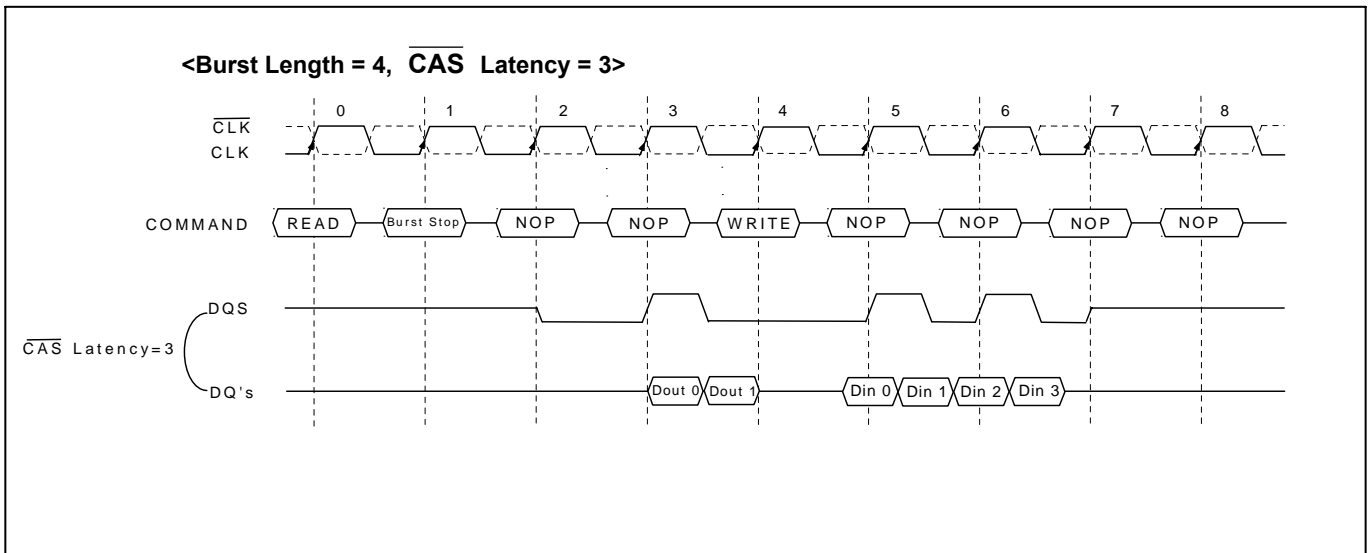 <Burst Length = 4, CAS Latency = 3>
0 1 2 3 4 5 6 7 8
CLK
CLK
COMMAND READ Burst Stop NOP NOP WRITE NOP NOP NOP NOP
DQS
CAS Latency=3
DQ's Dout 0 Dout 1 Din 0 Din 1 Din 2 Din 3